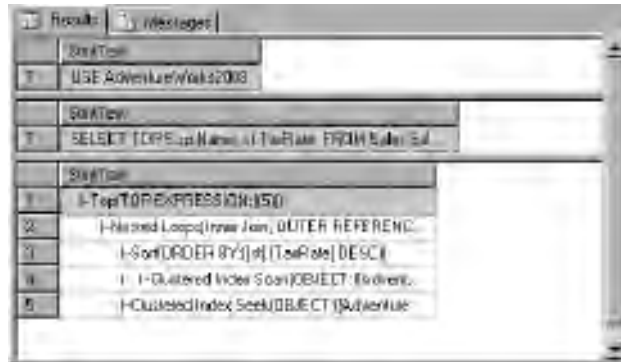 Results Messages
StmtText
1 USE AdventureWorks2008
StmtText
1 SELECT TOP 5 sp.Name, st.TaxRate FROM Sales.Sal...
StmtText
1 |--Top(TOP EXPRESSION:((5)))
2 |--Nested Loops(Inner Join, OUTER REFERENC...
3 |--Sort(ORDER BY:([st].[TaxRate] DESC))
4 | |--Clustered Index Scan(OBJECT:([Advent...
5 |--Clustered Index Seek(OBJECT:([Adventure